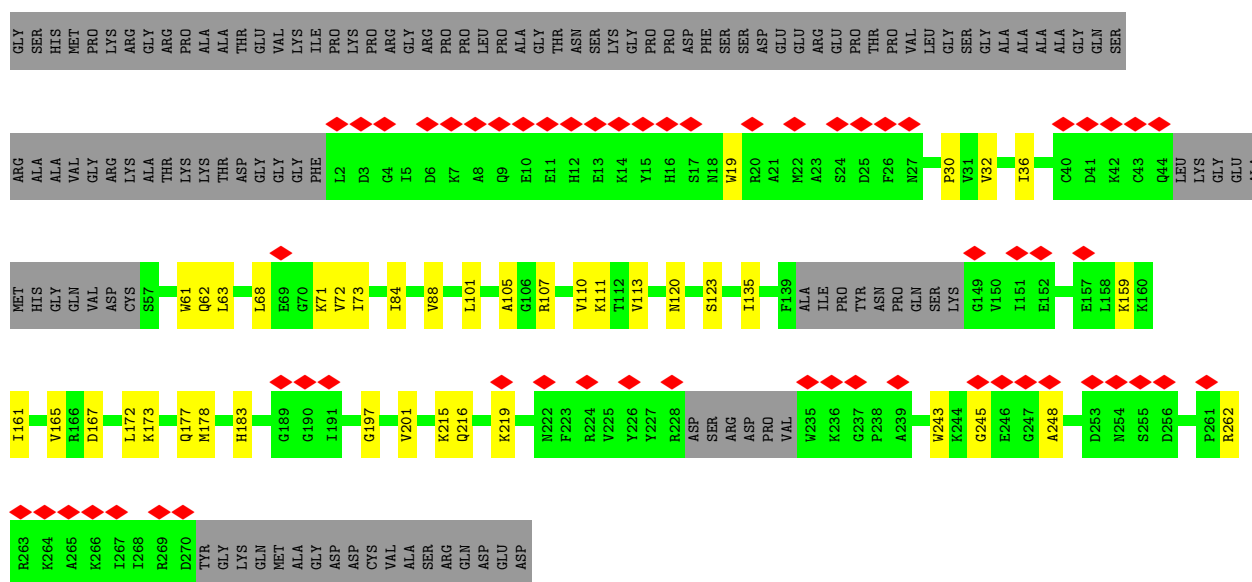 GLY SER HIS MET PRO LYS ARG GLY ARG PRO ALA ALA THR GLU VAL LYS ILE PRO LYS PRO ARG GLY ARG PRO PRO LEU PRO ALA GLY THR ASN SER LYS GLY PRO PRO ASP PHE SER SER ASP GLU GLU ARG GLU PRO THR PRO VAL LEU GLY SER GLY ALA ALA ALA ALA GLY GLN SER
ARG ALA ALA VAL GLY ARG LYS ALA THR LYS LYS THR ASP GLY GLY GLY PHE L2 D3 G4 I5 D6 K7 A8 Q9 E10 E11 H12 E13 K14 Y15 H16 S17 N18 W19 R20 A21 M22 A23 S24 D25 F26 N27 P30 V31 V32 I36 C40 D41 K42 C43 Q44 LEU LYS GLY GLU
MET HIS GLY GLN VAL ASP CYS S57 W61 Q62 L63 L68 E69 G70 K71 V72 I73 I84 V88 L101 A105 G106 R107 V110 K111 T112 V113 N120 S123 I135 F139 ALA ILE PRO TYR ASN PRO GLN SER LYS G149 V150 I151 E152 E157 L158 K159 K160
I161 V165 R166 D167 L172 K173 Q177 M178 H183 G189 G190 I191 G197 V201 K215 Q216 K219 N222 F223 R224 V225 Y226 Y227 R228 ASP SER ARG ASP PRO VAL W235 K236 G237 P238 A239 W243 K244 G245 E246 G247 A248 D253 N254 S255 D256 P261 R262
R263 K264 A265 K266 I267 I268 R269 D270 TYR GLY LYS GLN MET ALA GLY ASP ASP CYS VAL ALA SER ARG GLN ASP GLU ASP